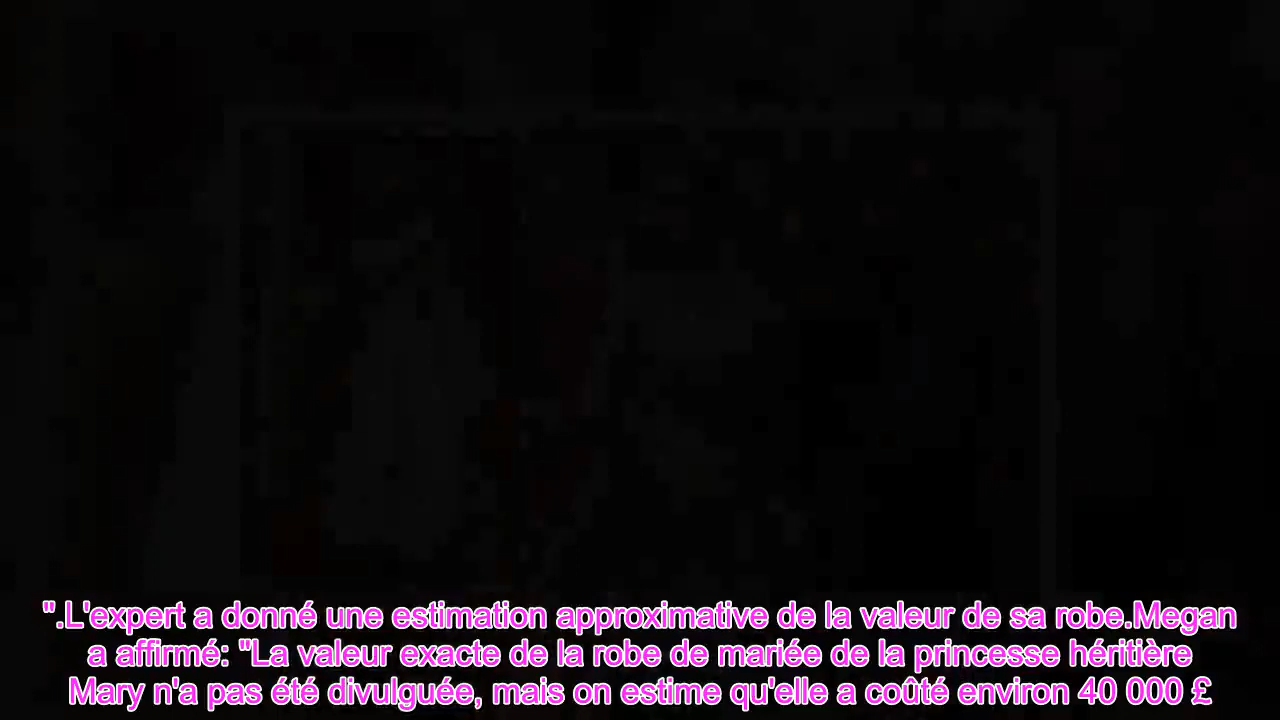 ".L'expert a donné une estimation approximative de la valeur de sa robe.Megan
a affirmé: "La valeur exacte de la robe de mariée de la princesse héritière
Mary n'a pas été divulguée, mais on estime qu'elle a coûté environ 40 000 £